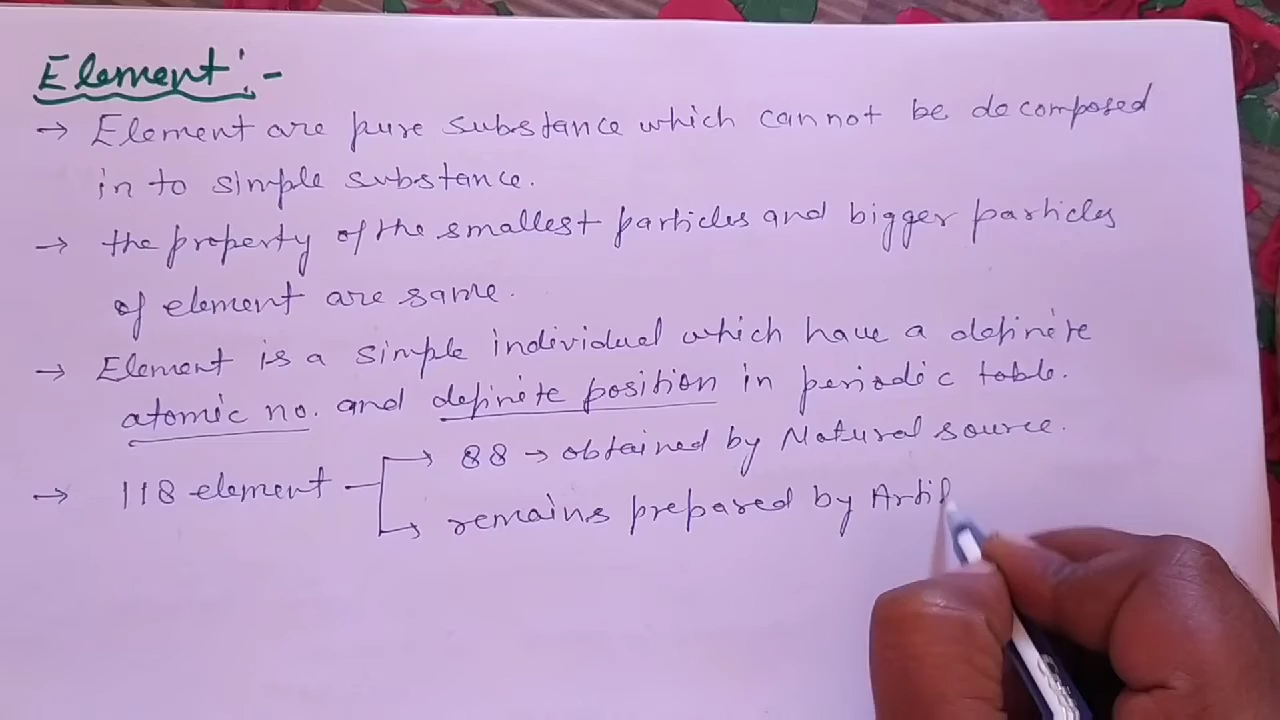 Element:-
→ Element are pure substance which cannot be decomposed
in to simple substance.
→ the property of the smallest particles and bigger particles
of element are same.
→ Element is a simple individual which have a definite
atomic no. and definite position in periodic table.
→ 118 element → 88 → obtained by Natural source.
→ remains prepared by Artif